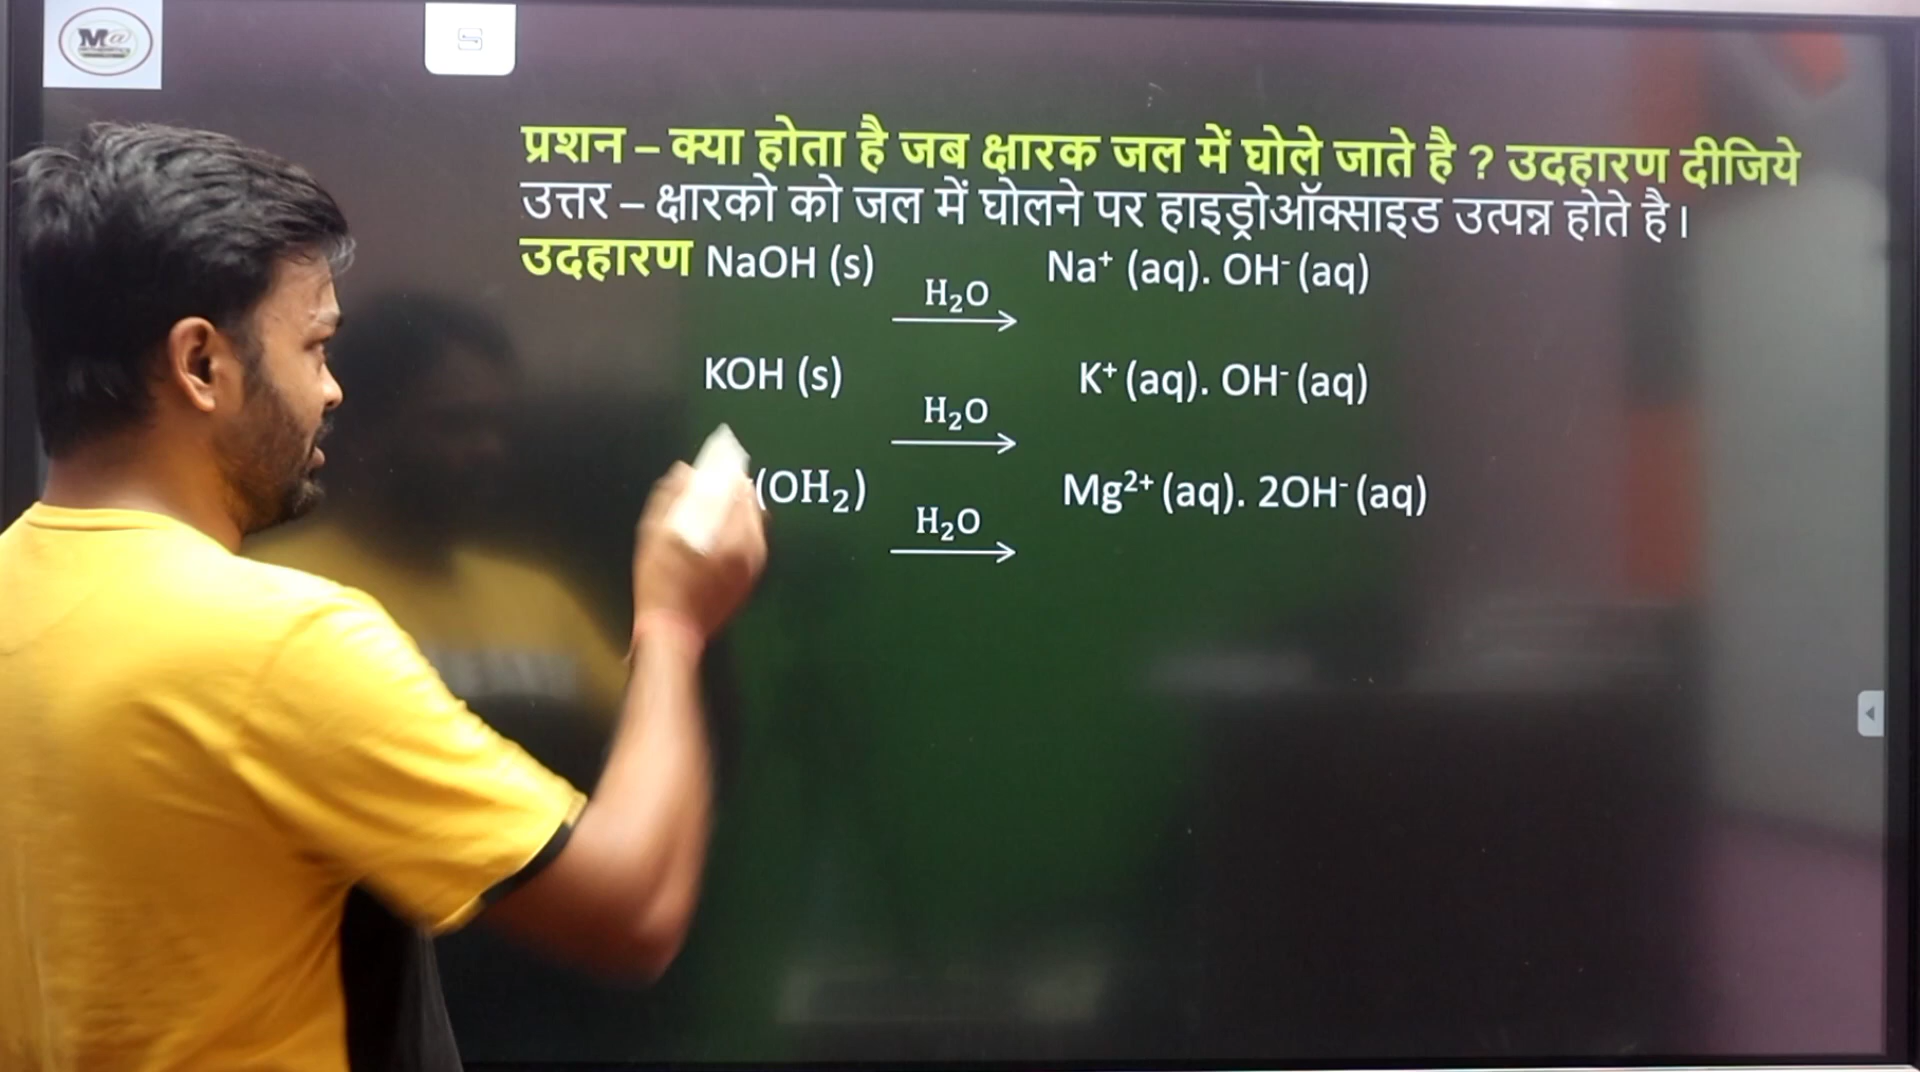 M@
प्रशन – क्या होता है जब क्षारक जल में घोले जाते है ? उदहारण दीजिये
उत्तर – क्षारको को जल में घोलने पर हाइड्रोऑक्साइड उत्पन्न होते है।
उदहारण NaOH (s) H₂O Na⁺ (aq). OH⁻ (aq)
KOH (s) H₂O K⁺ (aq). OH⁻ (aq)
(OH₂) H₂O Mg²⁺ (aq). 2OH⁻ (aq)